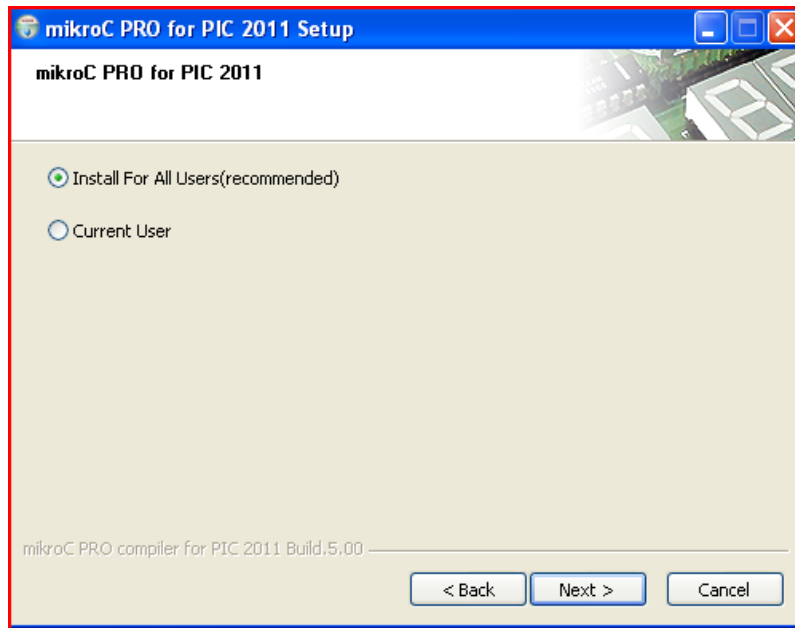 mikroC PRO for PIC 2011 Setup
mikroC PRO for PIC 2011
Install For All Users(recommended)
Current User
mikroC PRO compiler for PIC 2011 Build.5.00
< Back Next > Cancel